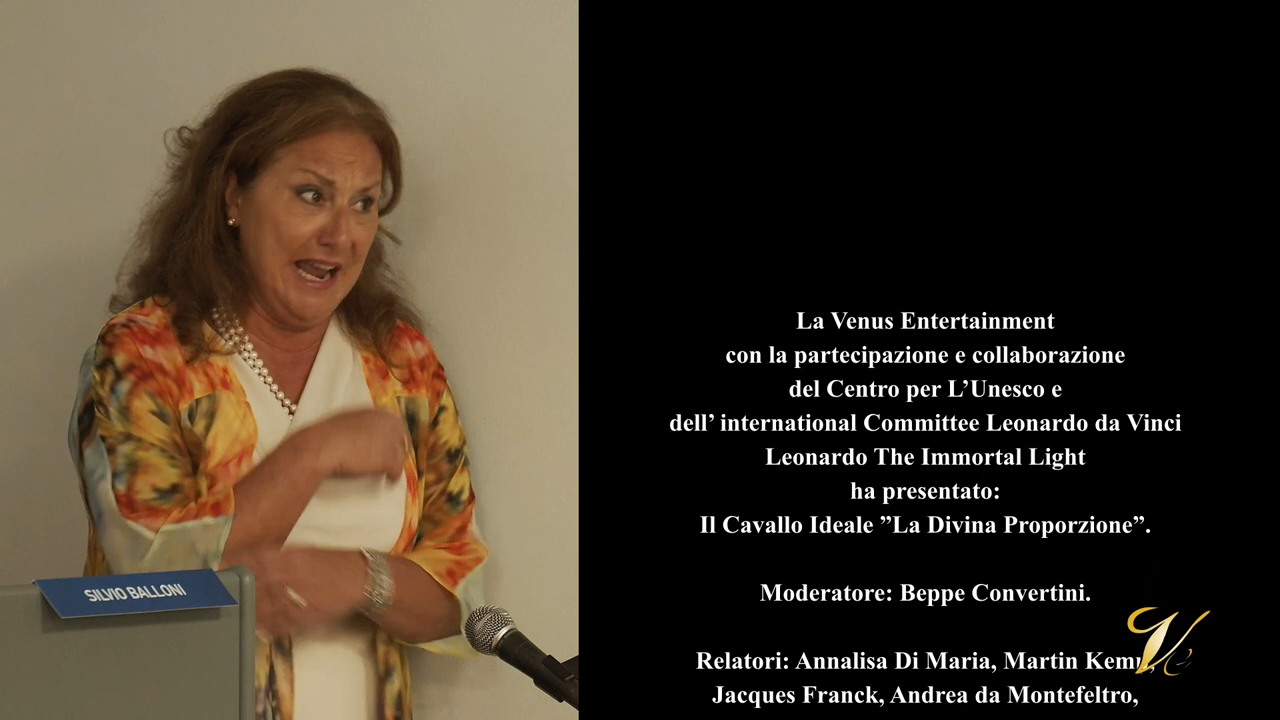 SILVIO BALLONI
La Venus Entertainment
con la partecipazione e collaborazione
del Centro per L’Unesco e
dell’ international Committee Leonardo da Vinci
Leonardo The Immortal Light
ha presentato:
Il Cavallo Ideale ”La Divina Proporzione”.
Moderatore: Beppe Convertini.
Relatori: Annalisa Di Maria, Martin
Jacques Franck, Andrea da Montefeltro,